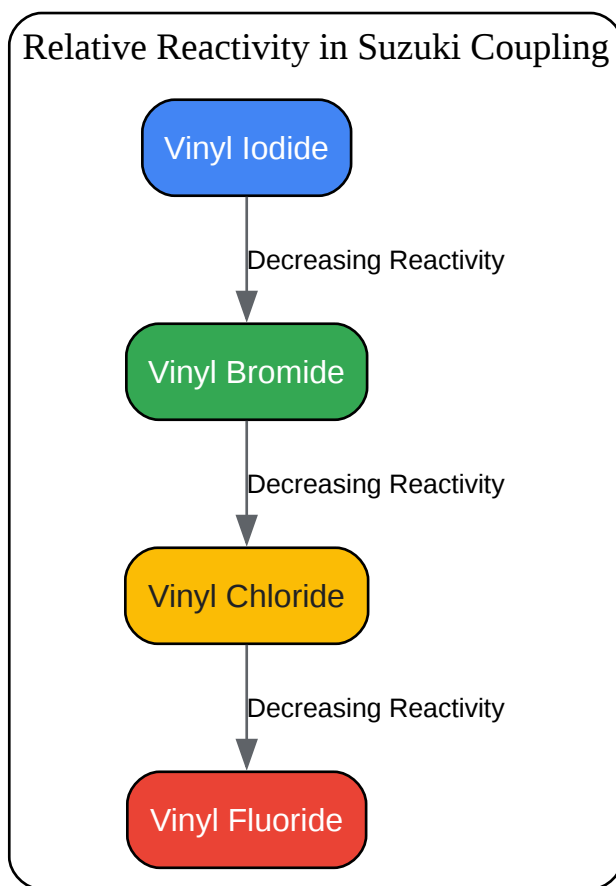 Relative Reactivity in Suzuki Coupling
Vinyl Iodide
Decreasing Reactivity
Vinyl Bromide
Decreasing Reactivity
Vinyl Chloride
Decreasing Reactivity
Vinyl Fluoride